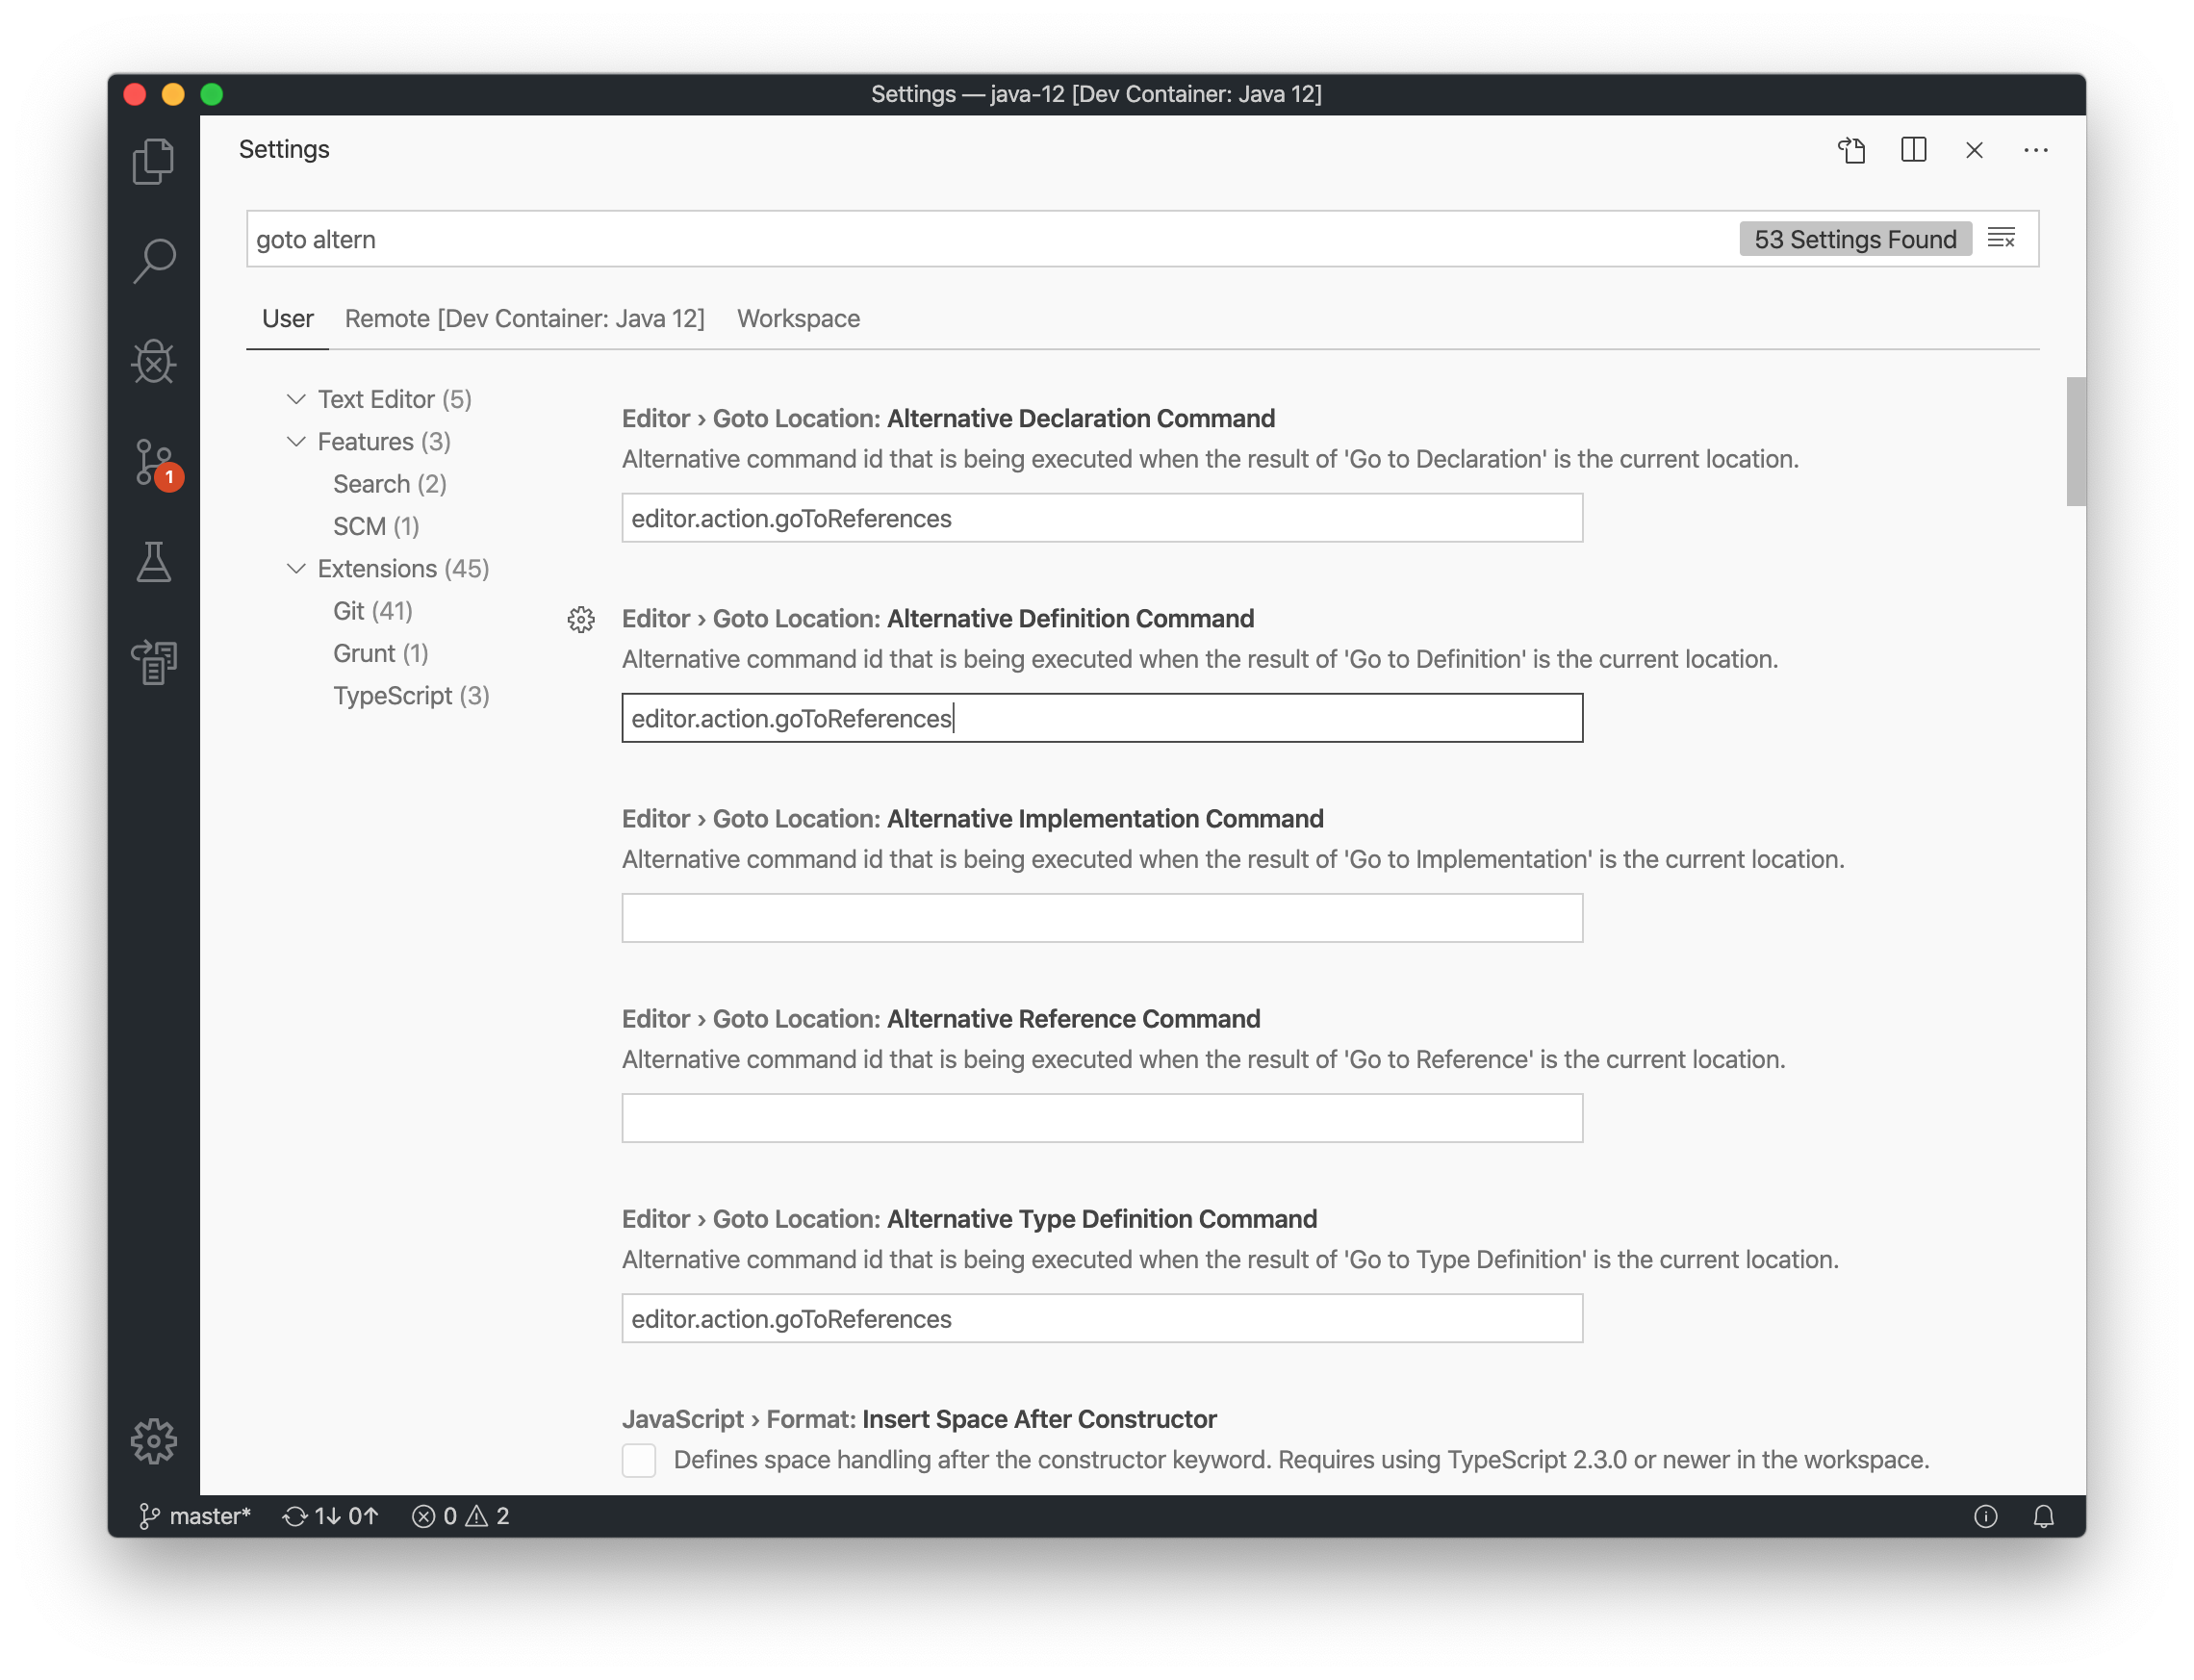 Settings — java-12 [Dev Container: Java 12]
Settings
goto altern
53 Settings Found
User Remote [Dev Container: Java 12] Workspace
Text Editor (5)
Features (3)
Search (2)
SCM (1)
Extensions (45)
Git (41)
Grunt (1)
TypeScript (3)
1
Editor › Goto Location: Alternative Declaration Command
Alternative command id that is being executed when the result of 'Go to Declaration' is the current location.
editor.action.goToReferences
Editor › Goto Location: Alternative Definition Command
Alternative command id that is being executed when the result of 'Go to Definition' is the current location.
editor.action.goToReferences
Editor › Goto Location: Alternative Implementation Command
Alternative command id that is being executed when the result of 'Go to Implementation' is the current location.
Editor › Goto Location: Alternative Reference Command
Alternative command id that is being executed when the result of 'Go to Reference' is the current location.
Editor › Goto Location: Alternative Type Definition Command
Alternative command id that is being executed when the result of 'Go to Type Definition' is the current location.
editor.action.goToReferences
JavaScript › Format: Insert Space After Constructor
Defines space handling after the constructor keyword. Requires using TypeScript 2.3.0 or newer in the workspace.
master* 1↓ 0↑ 0 2